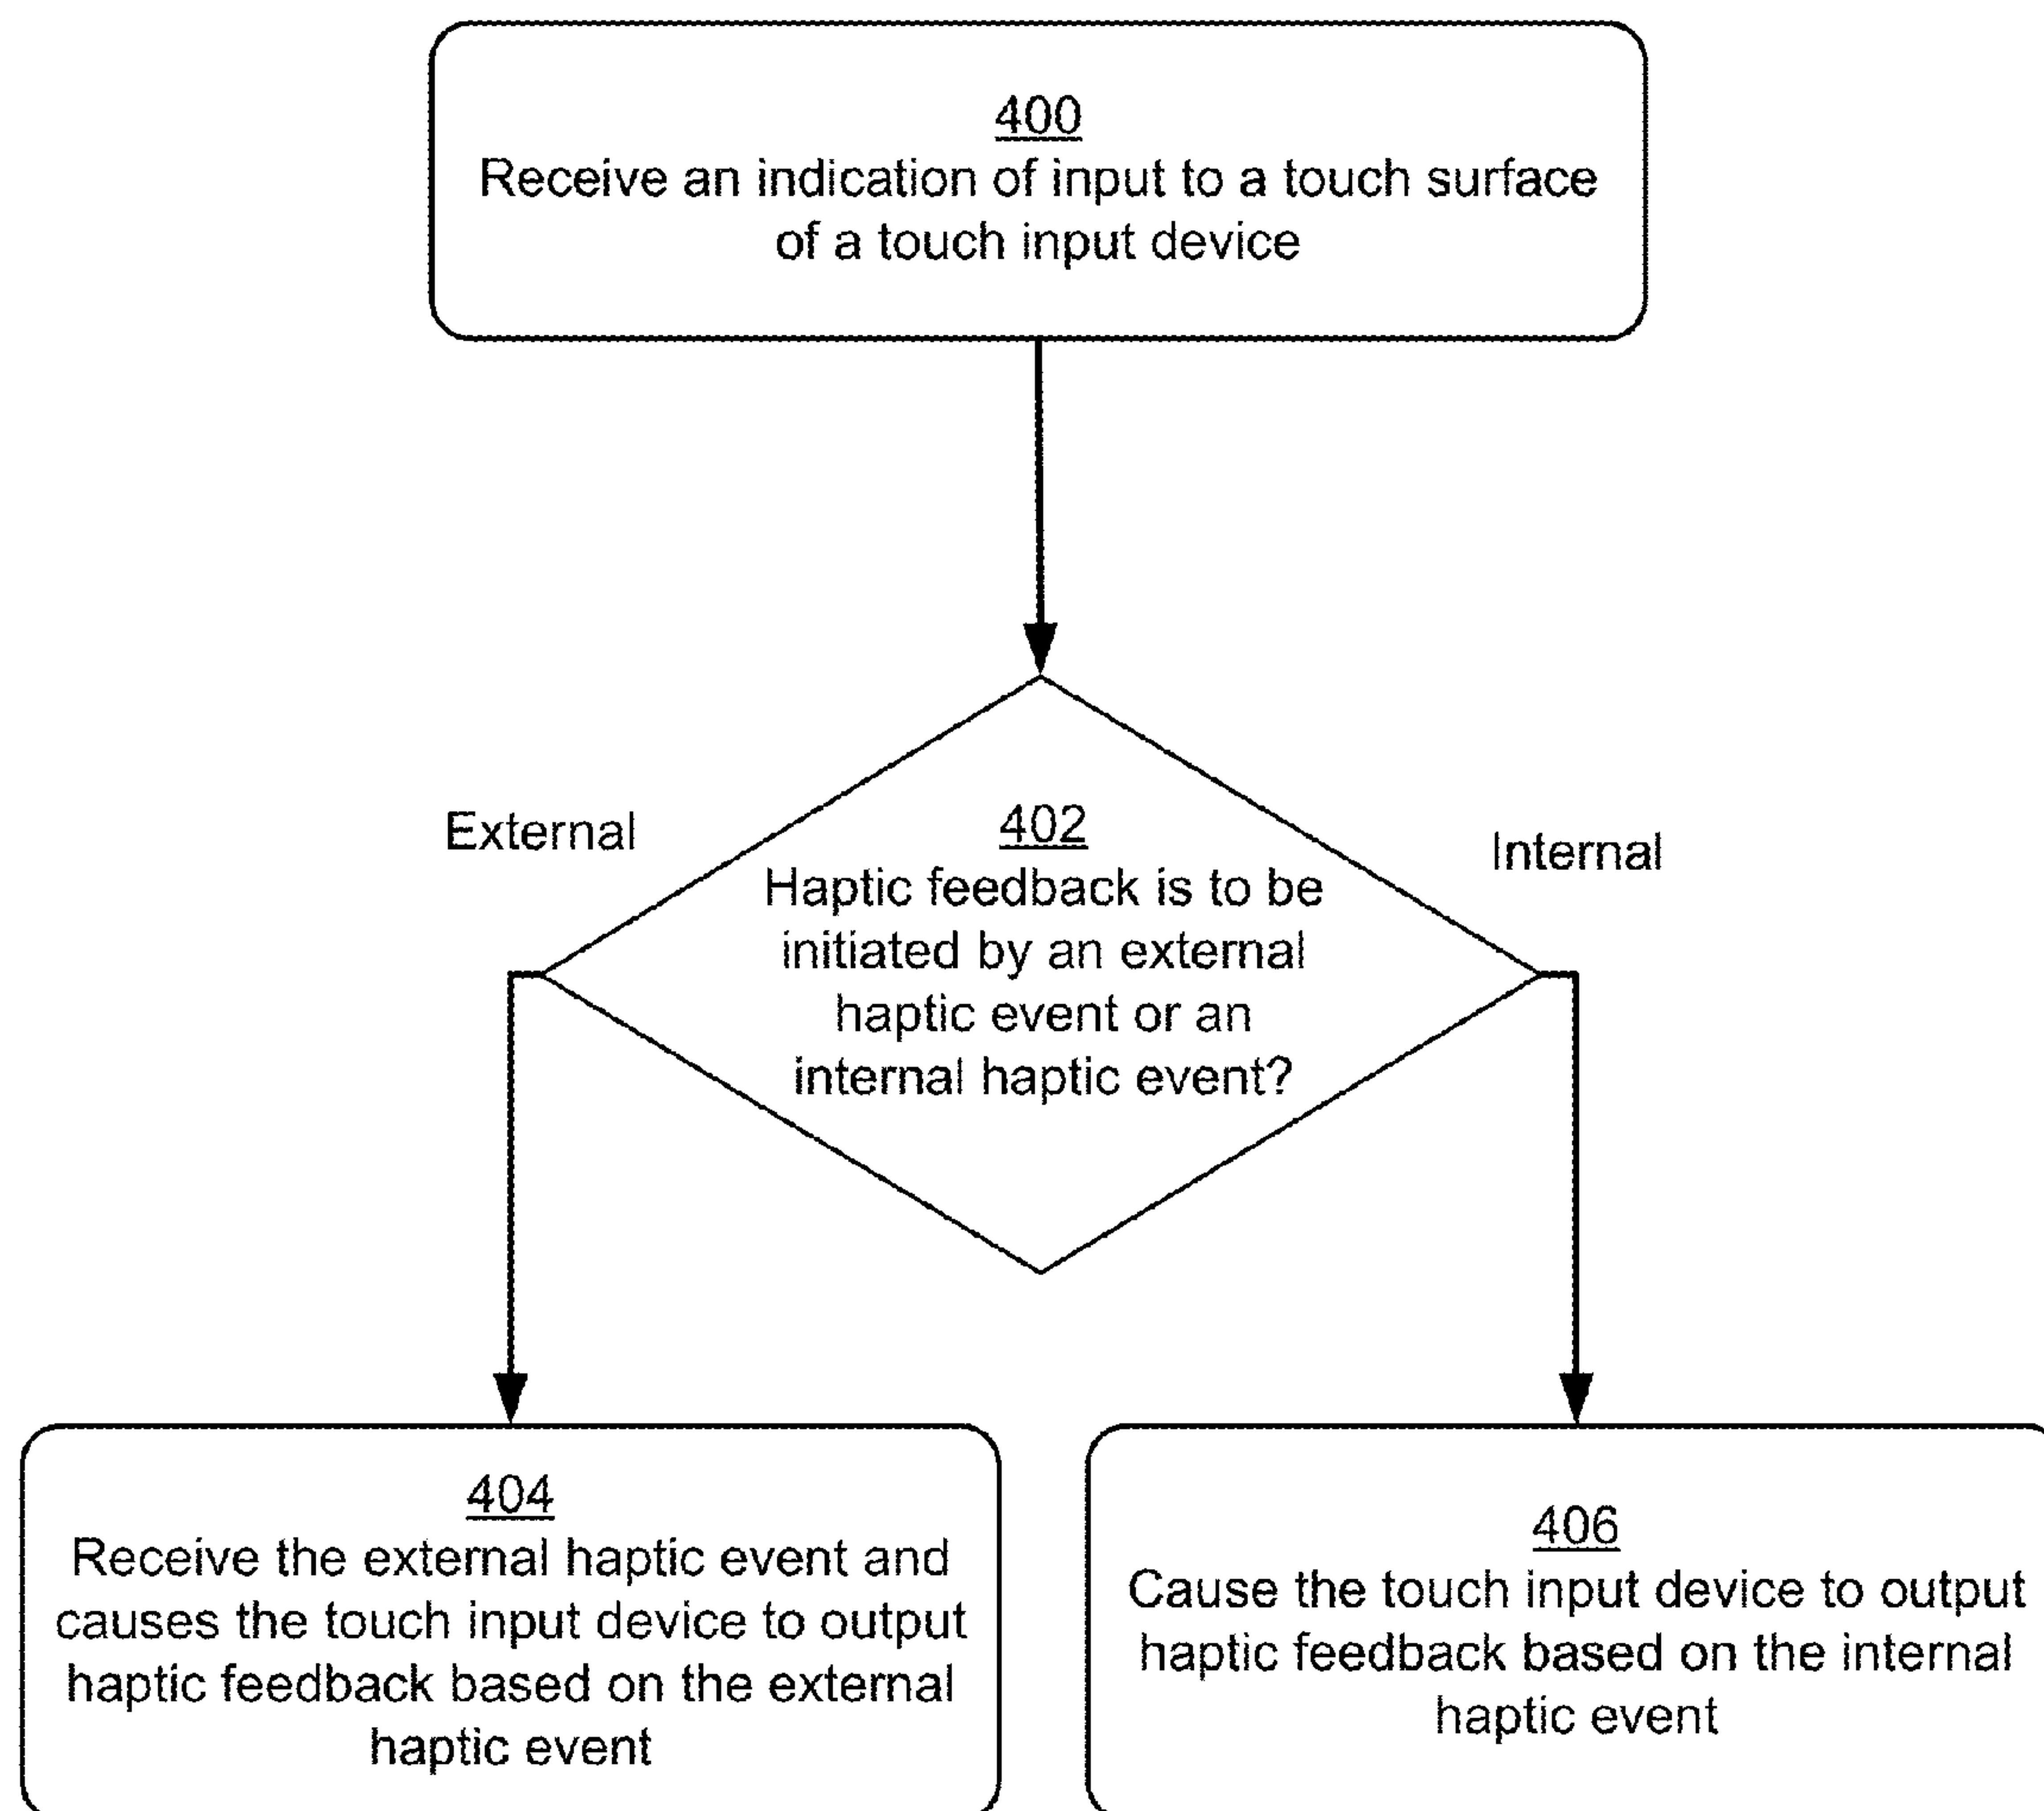 400
Receive an indication of input to a touch surface
of a touch input device
External
402
Haptic feedback is to be
initiated by an external
haptic event or an
internal haptic event?
Internal
404
Receive the external haptic event and
causes the touch input device to output
haptic feedback based on the external
haptic event
406
Cause the touch input device to output
haptic feedback based on the internal
haptic event